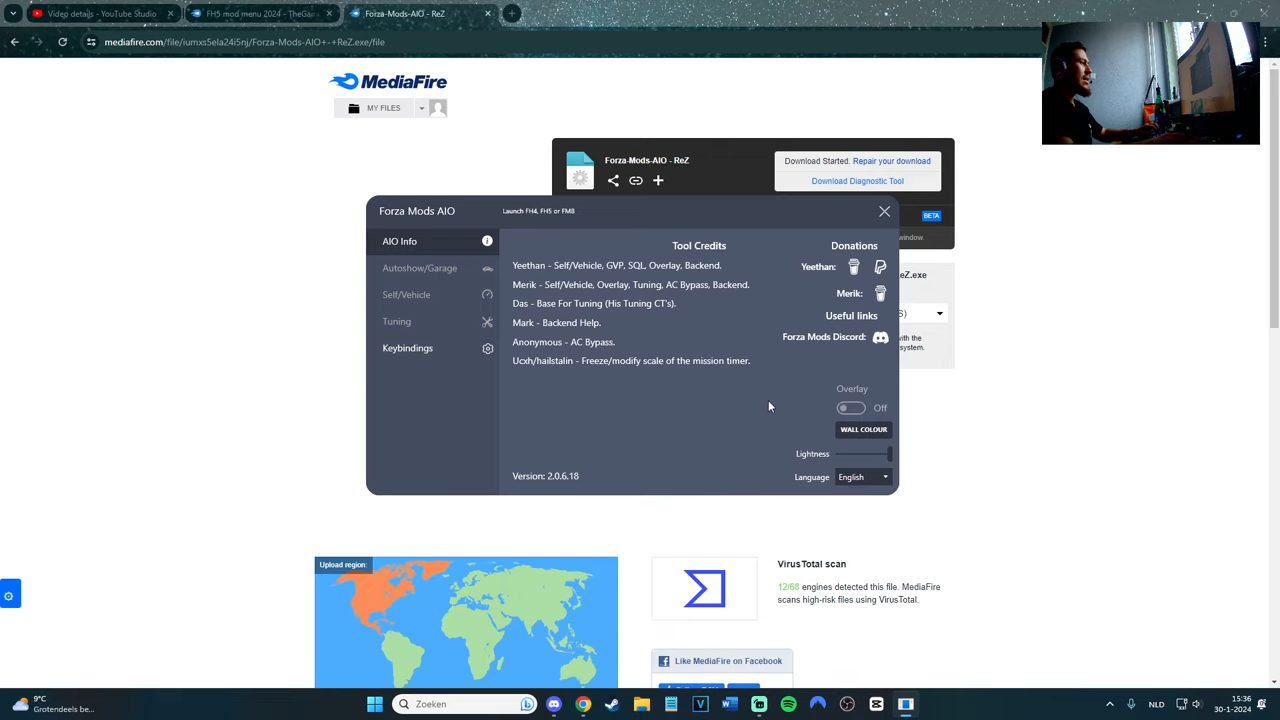 Video details - YouTube Studio
FH5 mod menu 2024 - TheGam
Forza-Mods-AIO - ReZ
mediafire.com/file/iumxs5ela24i5nj/Forza-Mods-AIO+-+ReZ.exe/file
MediaFire
MY FILES
Forza-Mods-AIO - ReZ
Download Started. Repair your download
Download Diagnostic Tool
BETA
window.
Forza Mods AIO
Launch FH4, FH5 or FM8
AIO Info
Autoshow/Garage
Self/Vehicle
Tuning
Keybindings
Tool Credits
Yeethan - Self/Vehicle, GVP, SQL, Overlay, Backend.
Merik - Self/Vehicle, Overlay, Tuning, AC Bypass, Backend.
Das - Base For Tuning (His Tuning CT's).
Mark - Backend Help.
Anonymous - AC Bypass.
Ucxh/hailstalin - Freeze/modify scale of the mission timer.
Version: 2.0.6.18
Donations
Yeethan:
Merik:
Useful links
Forza Mods Discord:
Overlay
Off
WALL COLOUR
Lightness
Language English
ReZ.exe
S)
with the
system.
Upload region:
VirusTotal scan
12/68 engines detected this file. MediaFire
scans high-risk files using VirusTotal.
Like MediaFire on Facebook
9°C
Grotendeels be...
Zoeken
NLD
15:36
30-1-2024